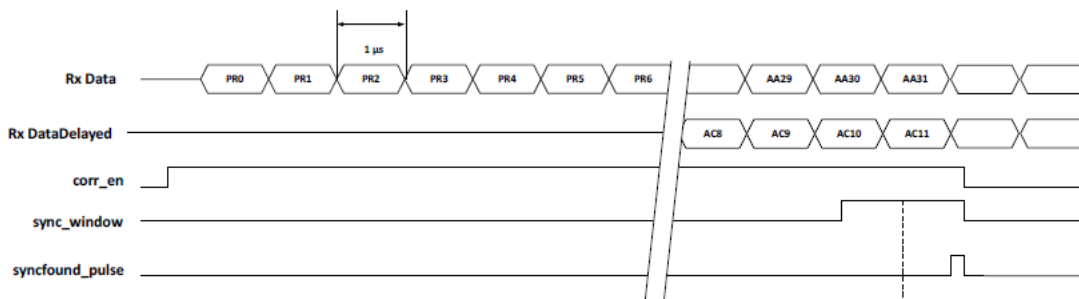 1 µs
Rx Data PR0 PR1 PR2 PR3 PR4 PR5 PR6 AA29 AA30 AA31
Rx DataDelayed AC8 AC9 AC10 AC11
corr_en
sync_window
syncfound_pulse